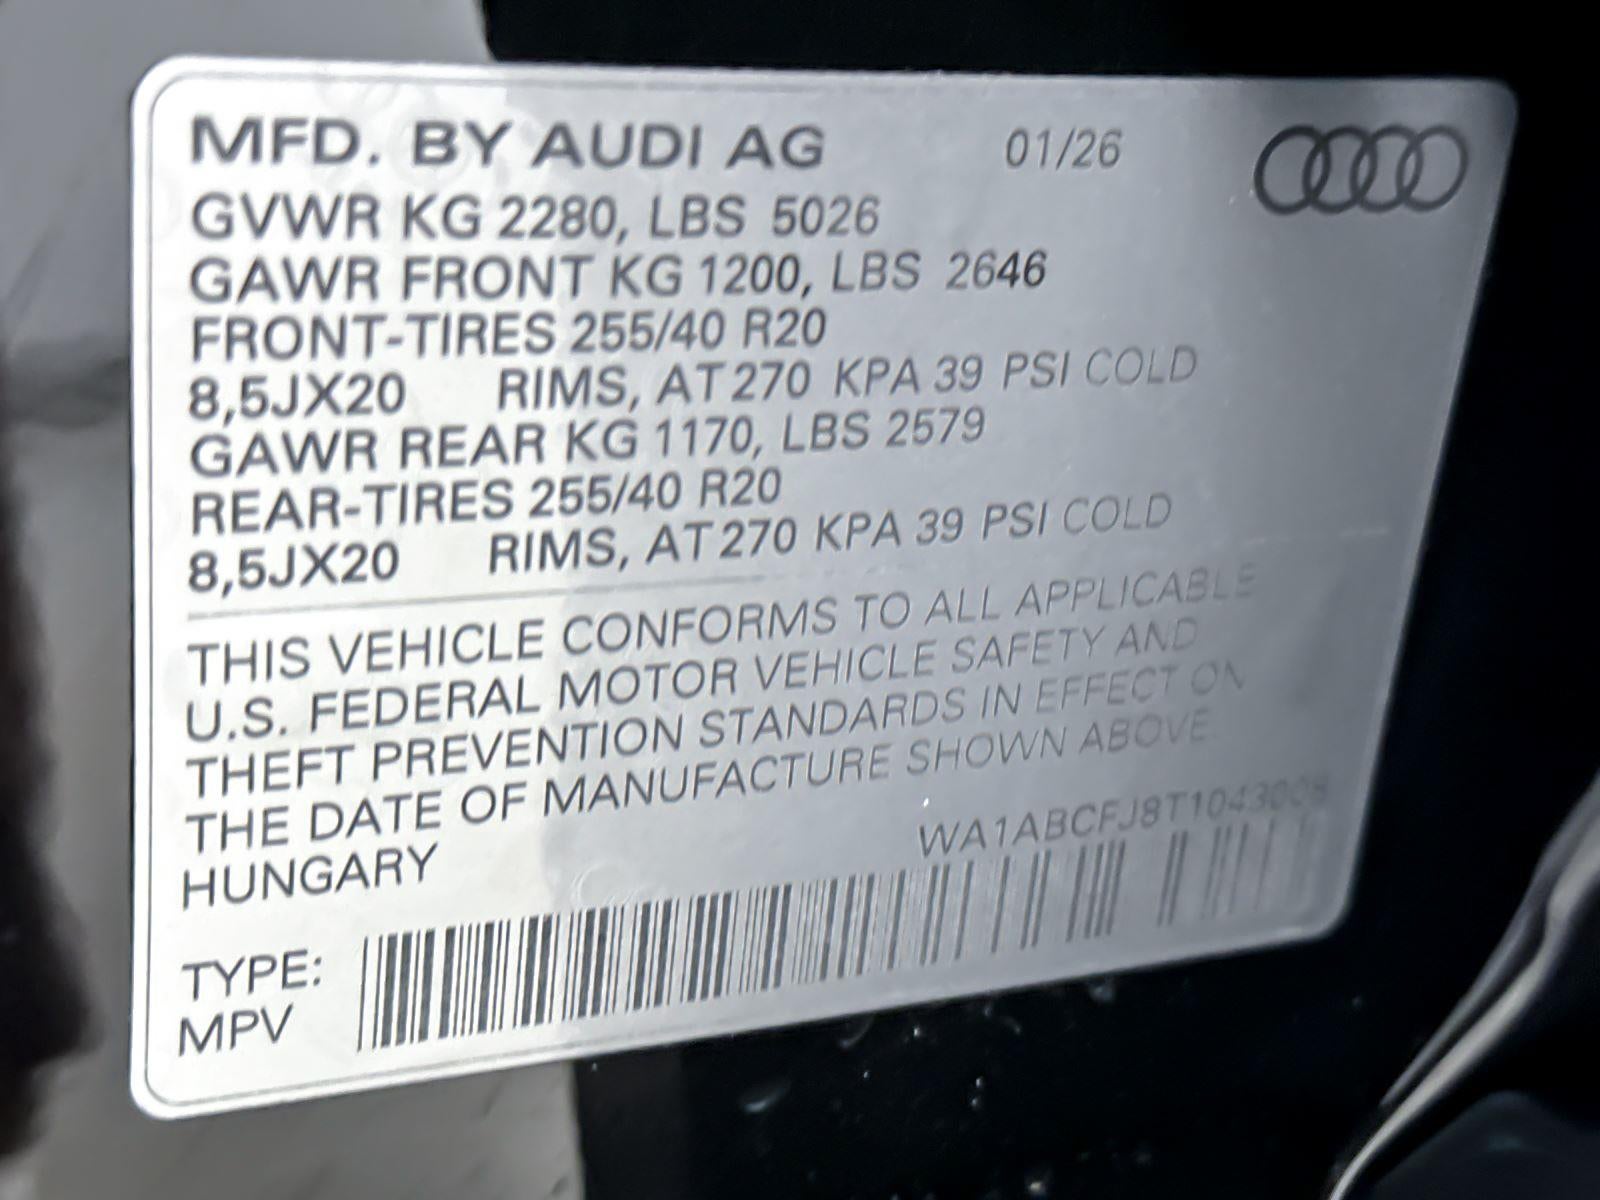 MFD. BY AUDI AG 01/26
GVWR KG 2280, LBS 5026
GAWR FRONT KG 1200, LBS 2646
FRONT-TIRES 255/40 R20
8,5JX20 RIMS, AT 270 KPA 39 PSI COLD
GAWR REAR KG 1170, LBS 2579
REAR-TIRES 255/40 R20
8,5JX20 RIMS, AT 270 KPA 39 PSI COLD
THIS VEHICLE CONFORMS TO ALL APPLICABLE
U.S. FEDERAL MOTOR VEHICLE SAFETY AND
THEFT PREVENTION STANDARDS IN EFFECT ON
THE DATE OF MANUFACTURE SHOWN ABOVE.
HUNGARY
TYPE:
MPV